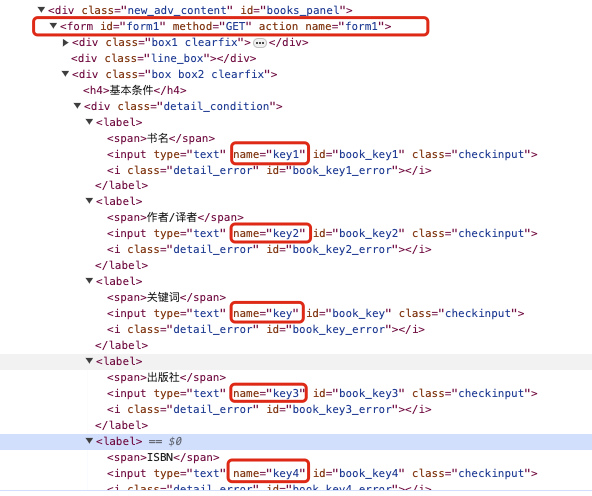 <div class="new_adv_content" id="books_panel">
<form id="form1" method="GET" action name="form1">
<div class="box1 clearfix">…</div>
<div class="line_box"></div>
<div class="box box2 clearfix">
<h4>基本条件</h4>
<div class="detail_condition">
<label>
<span>书名</span>
<input type="text" name="key1" id="book_key1" class="checkinput">
<i class="detail_error" id="book_key1_error"></i>
</label>
<label>
<span>作者/译者</span>
<input type="text" name="key2" id="book_key2" class="checkinput">
<i class="detail_error" id="book_key2_error"></i>
</label>
<label>
<span>关键词</span>
<input type="text" name="key" id="book_key" class="checkinput">
<i class="detail_error" id="book_key_error"></i>
</label>
<label>
<span>出版社</span>
<input type="text" name="key3" id="book_key3" class="checkinput">
<i class="detail_error" id="book_key3_error"></i>
</label>
<label> == $0
<span>ISBN</span>
<input type="text" name="key4" id="book_key4" class="checkinput">
<i class="detail_error" id="book_key4_error"></i>